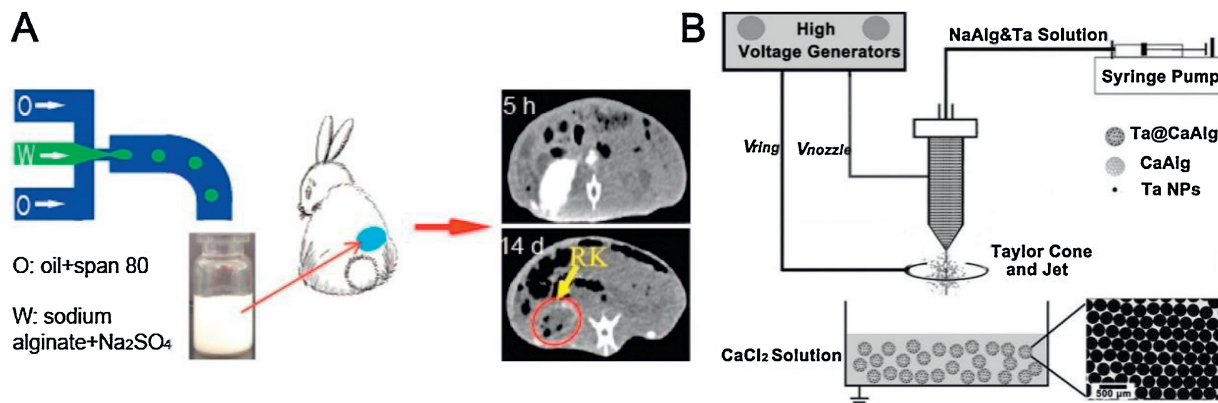 A
O
W
O
O: oil+span 80
W: sodium
alginate+Na₂SO₄
5 h
14 d
RK
B
High
Voltage Generators
NaAlg&Ta Solution
Syringe Pump
Vring
Vnozzle
Ta@CaAlg
CaAlg
Ta NPs
Taylor Cone
and Jet
CaCl2 Solution
500 μm